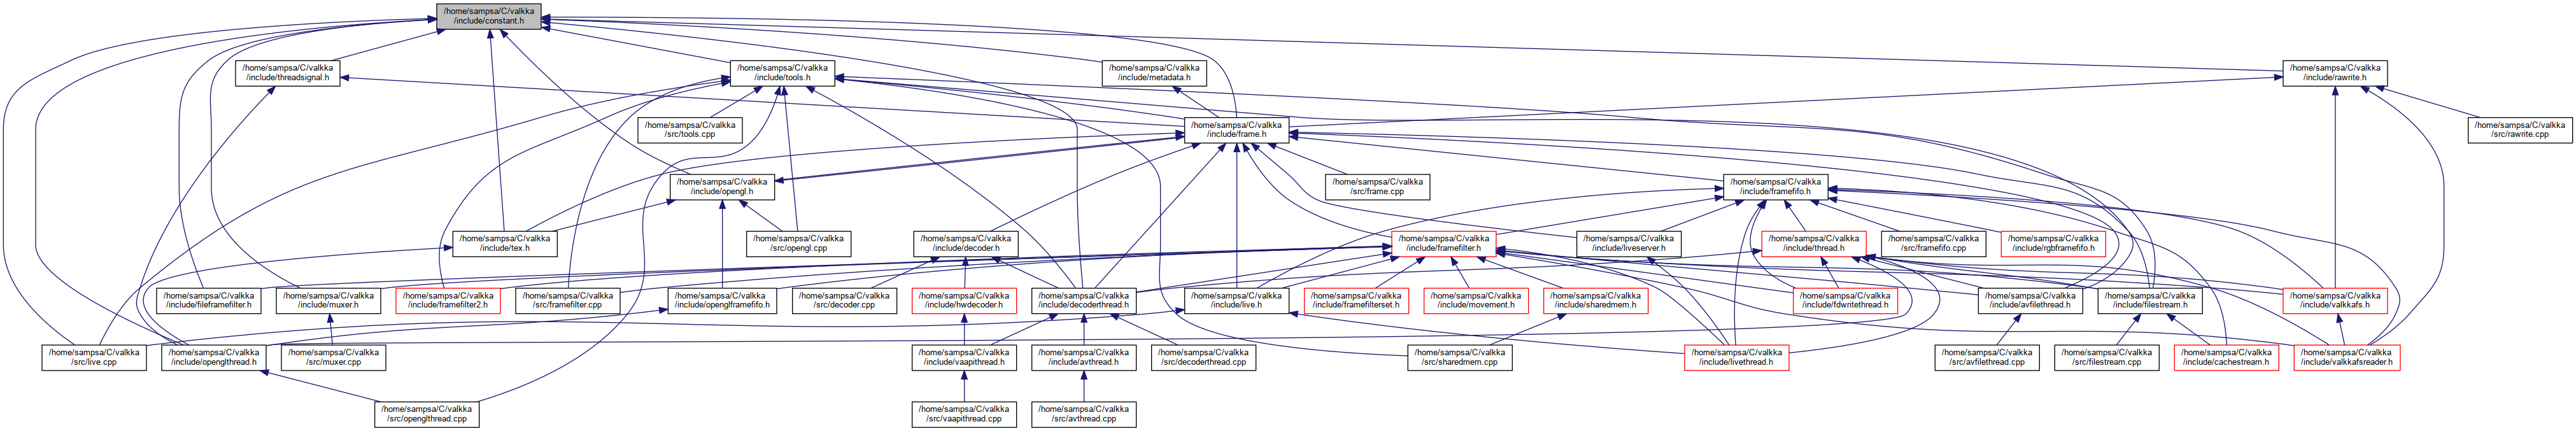 /home/sampsa/C/valkka
/include/constant.h
/home/sampsa/C/valkka
/include/threadsignal.h
/home/sampsa/C/valkka
/include/tools.h
/home/sampsa/C/valkka
/include/metadata.h
/home/sampsa/C/valkka
/include/rawrite.h
/home/sampsa/C/valkka
/src/tools.cpp
/home/sampsa/C/valkka
/include/frame.h
/home/sampsa/C/valkka
/src/rawrite.cpp
/home/sampsa/C/valkka
/include/opengl.h
/home/sampsa/C/valkka
/src/frame.cpp
/home/sampsa/C/valkka
/include/framefifo.h
/home/sampsa/C/valkka
/include/tex.h
/home/sampsa/C/valkka
/src/opengl.cpp
/home/sampsa/C/valkka
/include/decoder.h
/home/sampsa/C/valkka
/include/framefilter.h
/home/sampsa/C/valkka
/include/liveserver.h
/home/sampsa/C/valkka
/include/thread.h
/home/sampsa/C/valkka
/src/framefifo.cpp
/home/sampsa/C/valkka
/include/rgbframefifo.h
/home/sampsa/C/valkka
/include/fileframefilter.h
/home/sampsa/C/valkka
/include/muxer.h
/home/sampsa/C/valkka
/include/framefilter2.h
/home/sampsa/C/valkka
/src/framefilter.cpp
/home/sampsa/C/valkka
/include/openglframefifo.h
/home/sampsa/C/valkka
/src/decoder.cpp
/home/sampsa/C/valkka
/include/hwdecoder.h
/home/sampsa/C/valkka
/include/decoderthread.h
/home/sampsa/C/valkka
/include/live.h
/home/sampsa/C/valkka
/include/framefilterset.h
/home/sampsa/C/valkka
/include/movement.h
/home/sampsa/C/valkka
/include/sharedmem.h
/home/sampsa/C/valkka
/include/fdwritethread.h
/home/sampsa/C/valkka
/include/avfilethread.h
/home/sampsa/C/valkka
/include/filestream.h
/home/sampsa/C/valkka
/include/valkkafs.h
/home/sampsa/C/valkka
/src/live.cpp
/home/sampsa/C/valkka
/include/openglthread.h
/home/sampsa/C/valkka
/src/muxer.cpp
/home/sampsa/C/valkka
/include/vaapithread.h
/home/sampsa/C/valkka
/include/avthread.h
/home/sampsa/C/valkka
/src/decoderthread.cpp
/home/sampsa/C/valkka
/src/sharedmem.cpp
/home/sampsa/C/valkka
/include/livethread.h
/home/sampsa/C/valkka
/src/avfilethread.cpp
/home/sampsa/C/valkka
/src/filestream.cpp
/home/sampsa/C/valkka
/include/cachestream.h
/home/sampsa/C/valkka
/include/valkkafsreader.h
/home/sampsa/C/valkka
/src/openglthread.cpp
/home/sampsa/C/valkka
/src/vaapithread.cpp
/home/sampsa/C/valkka
/src/avthread.cpp